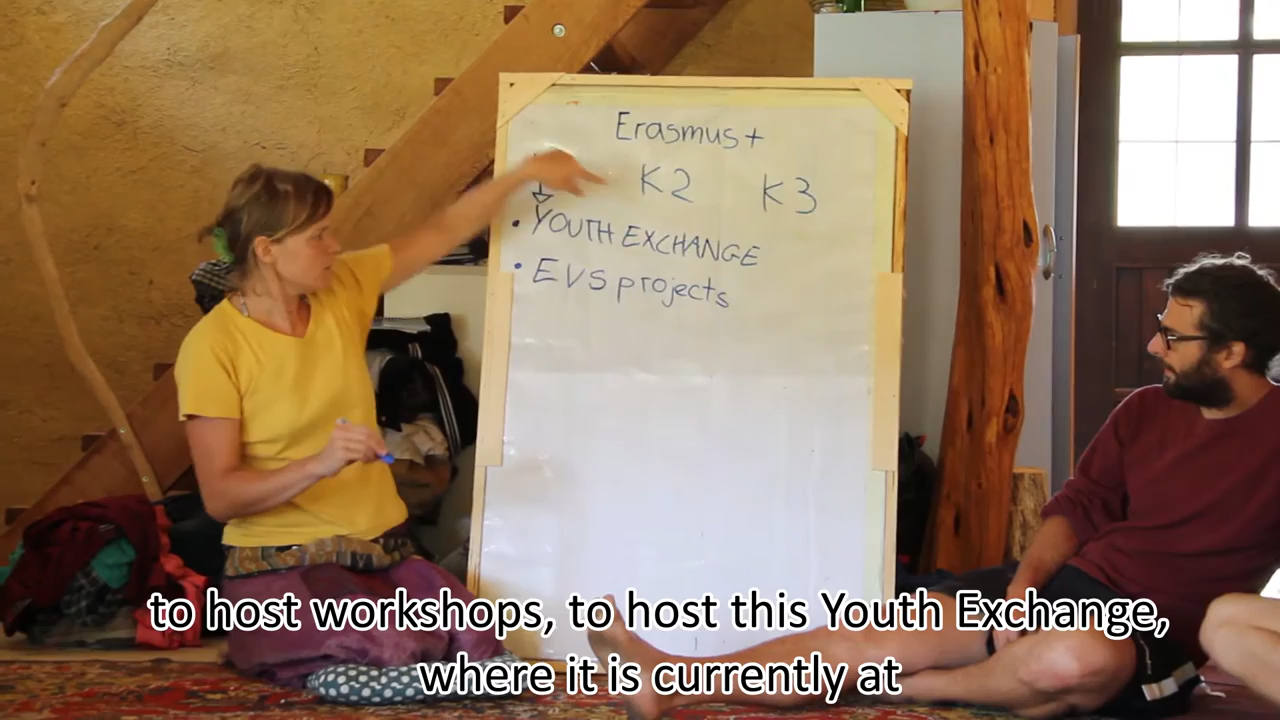 Erasmus+
K2 K3
• YOUTH EXCHANGE
• EVS projects
to host workshops, to host this Youth Exchange,
where it is currently at